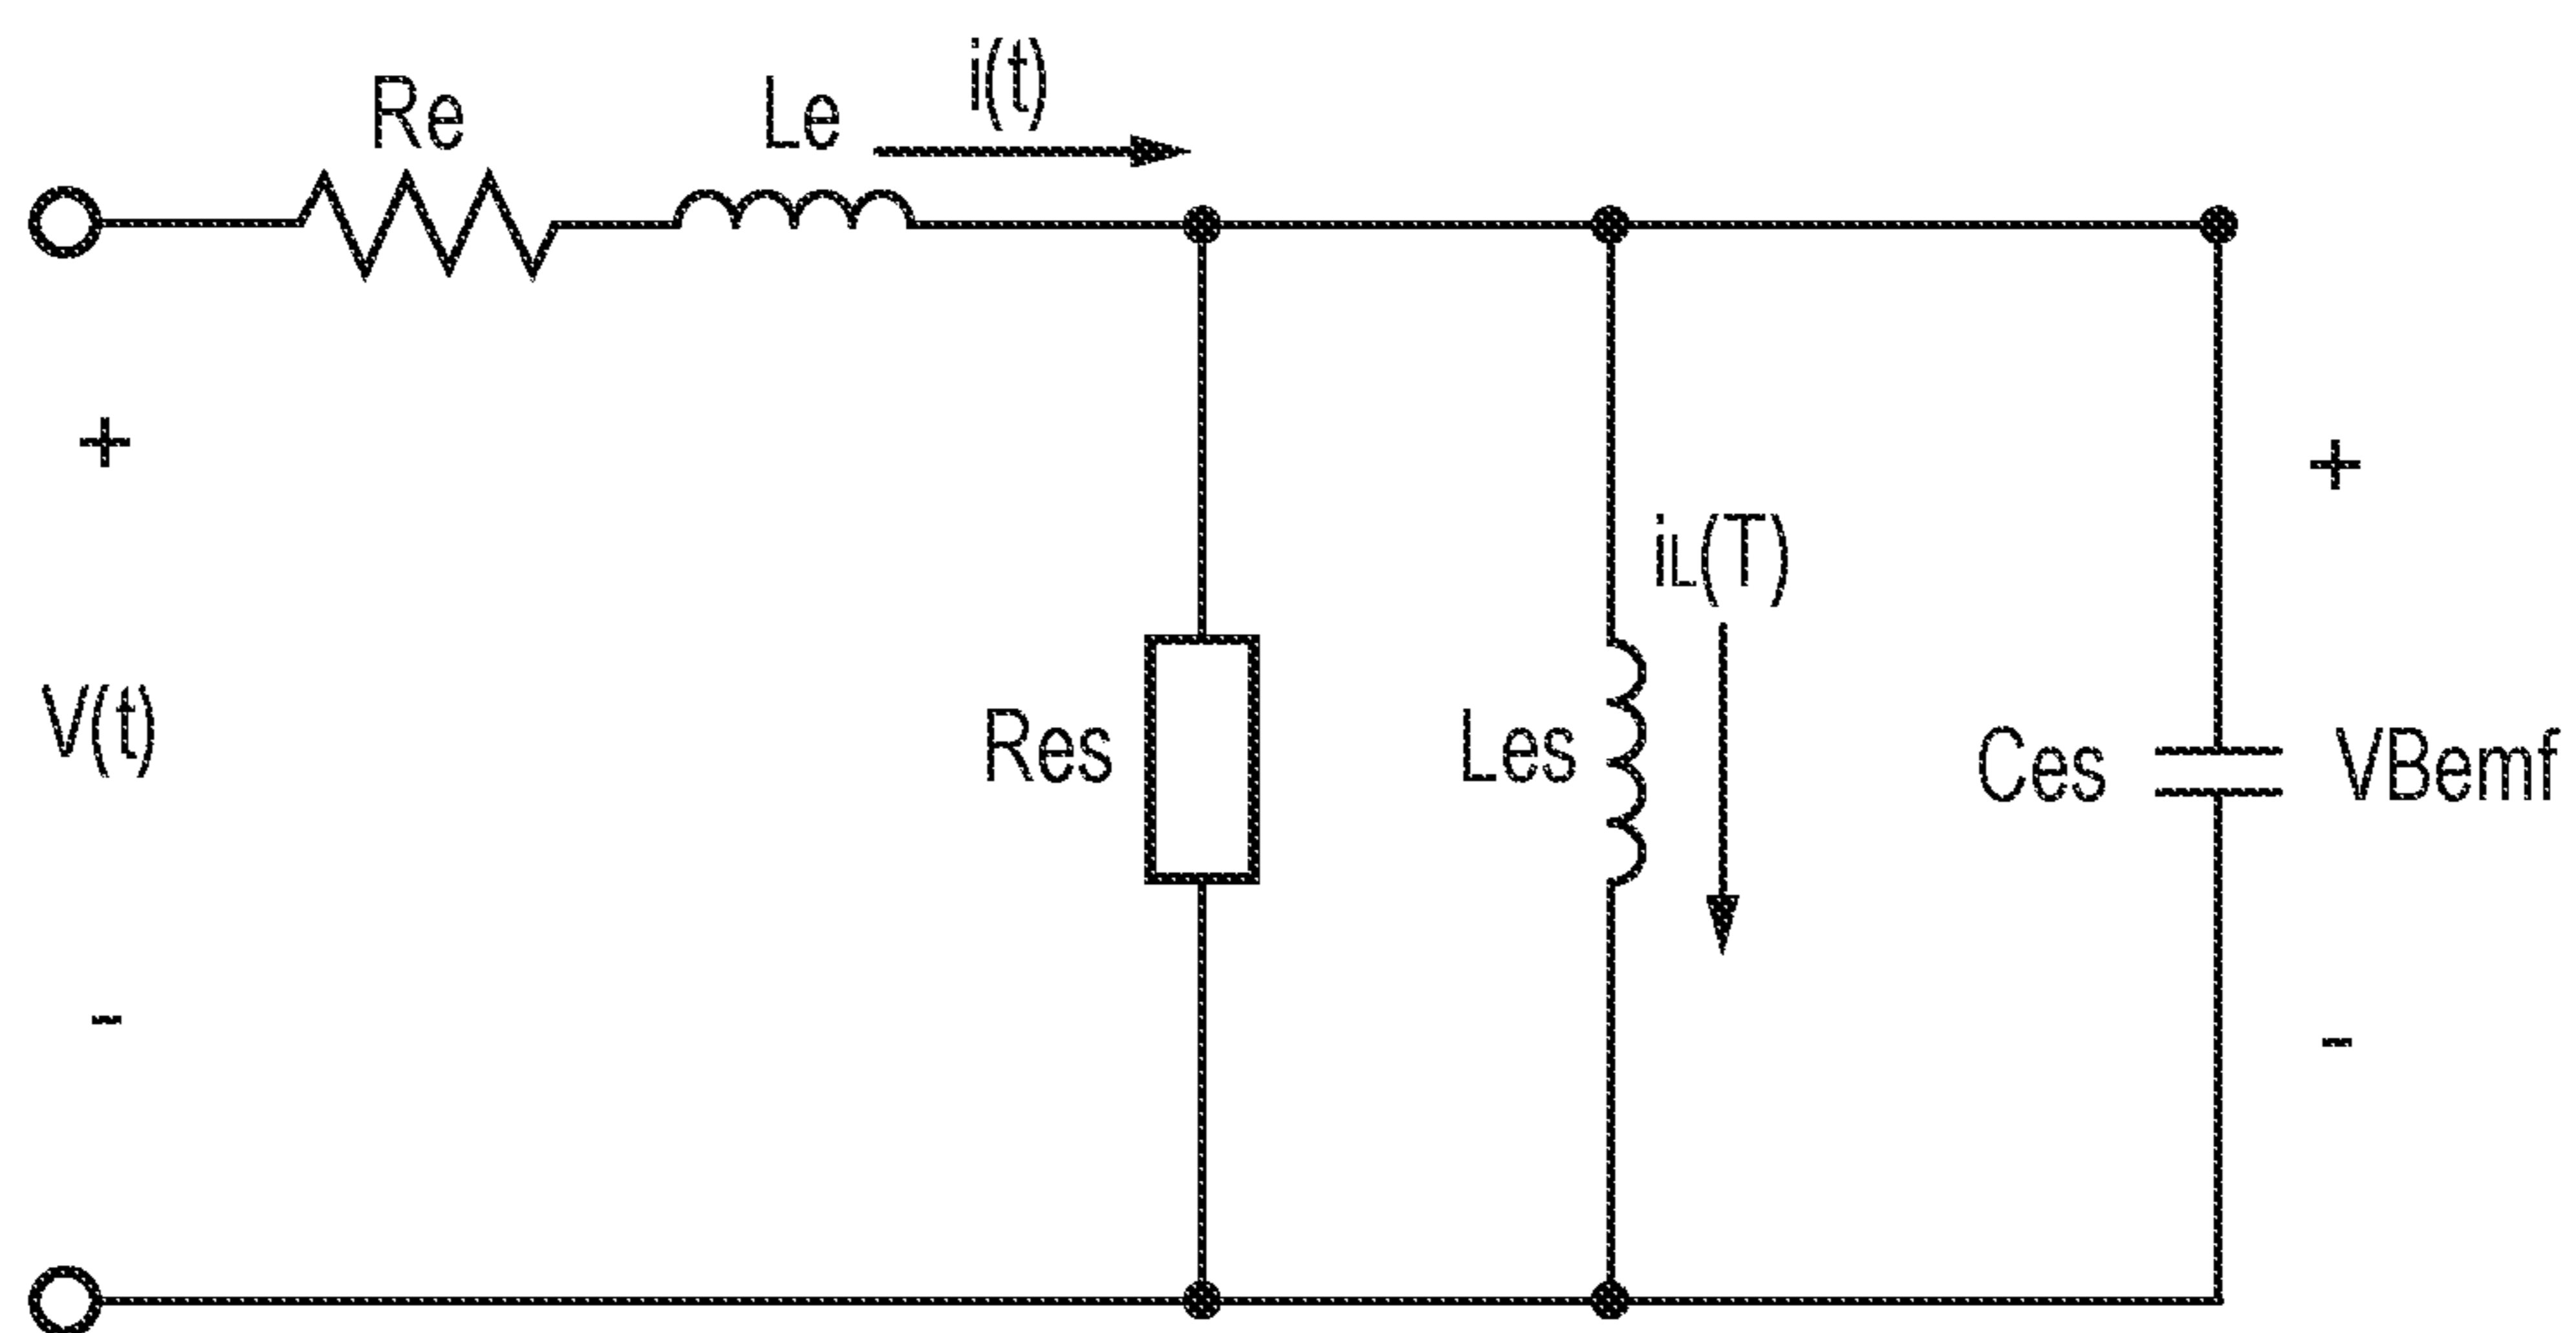 Re
Le
i(t)
+
+
iL(T)
V(t)
Res
Les
Ces
VBemf
-
-